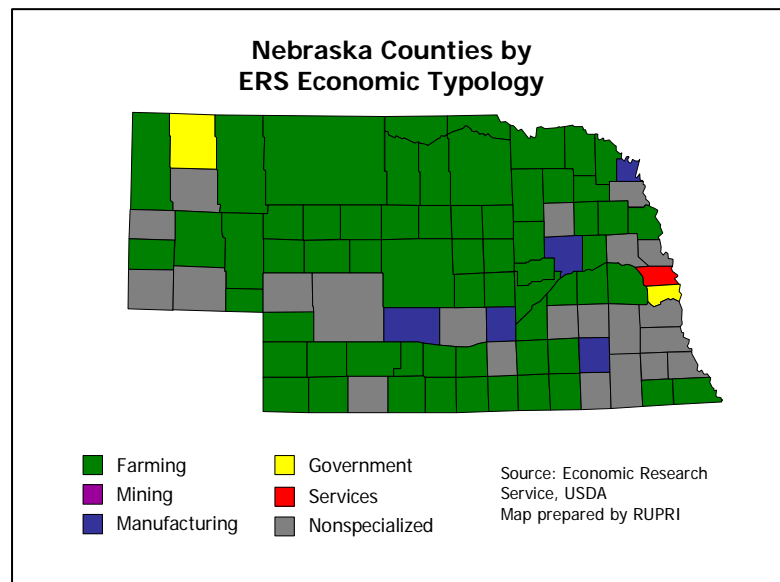 Nebraska Counties by
ERS Economic Typology
Farming
Mining
Manufacturing
Government
Services
Nonspecialized
Source: Economic Research
Service, USDA
Map prepared by RUPRI